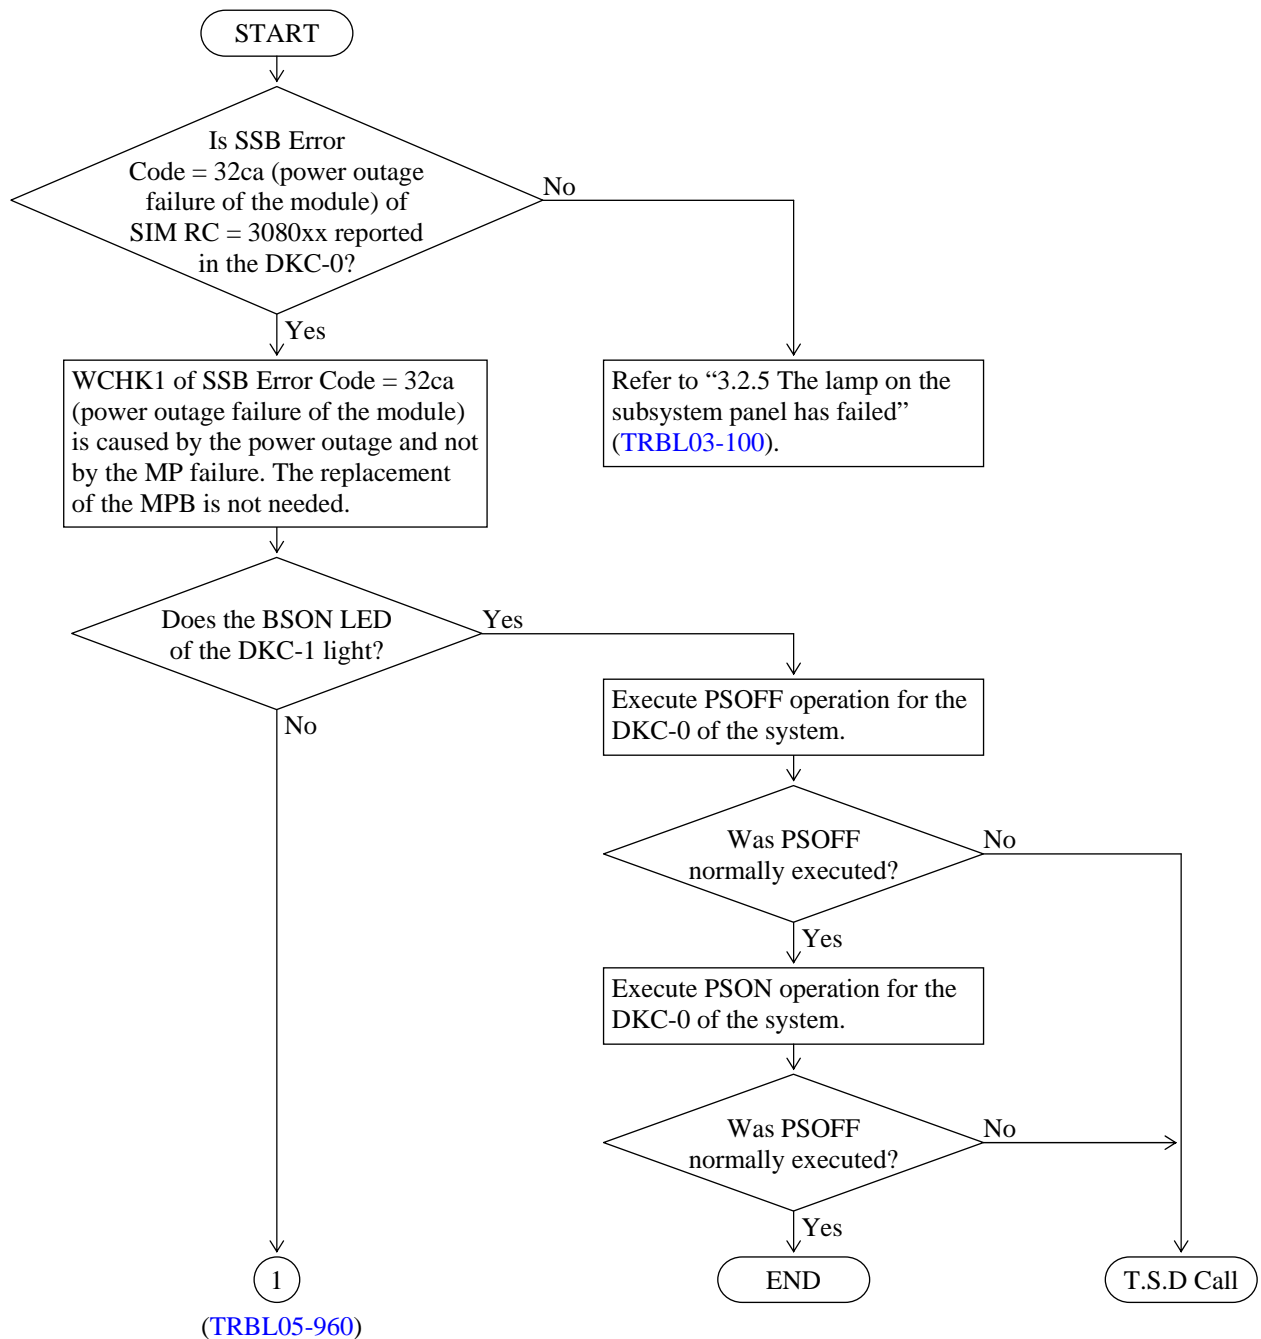 START
Is SSB Error
Code = 32ca (power outage
failure of the module) of
SIM RC = 3080xx reported
in the DKC-0?
No
Yes
WCHK1 of SSB Error Code = 32ca
(power outage failure of the module)
is caused by the power outage and not
by the MP failure. The replacement
of the MPB is not needed.
Refer to “3.2.5 The lamp on the
subsystem panel has failed”
(TRBL03-100).
Does the BSON LED
of the DKC-1 light?
Yes
No
Execute PSOFF operation for the
DKC-0 of the system.
Was PSOFF
normally executed?
No
Yes
Execute PSON operation for the
DKC-0 of the system.
Was PSOFF
normally executed?
No
Yes
1
(TRBL05-960)
END
T.S.D Call